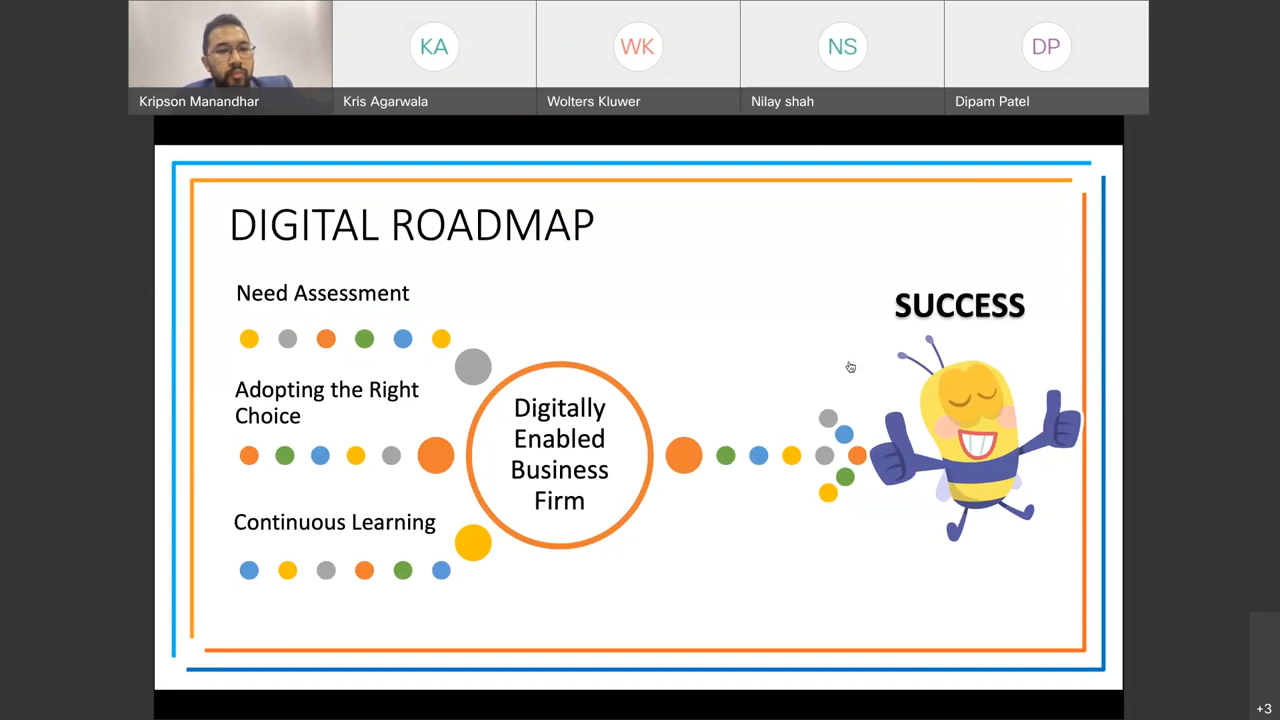 KA
WK
NS
DP
Kripson Manandhar
Kris Agarwala
Wolters Kluwer
Nilay shah
Dipam Patel
DIGITAL ROADMAP
Need Assessment
Adopting the Right
Choice
Continuous Learning
Digitally
Enabled
Business
Firm
SUCCESS
+3